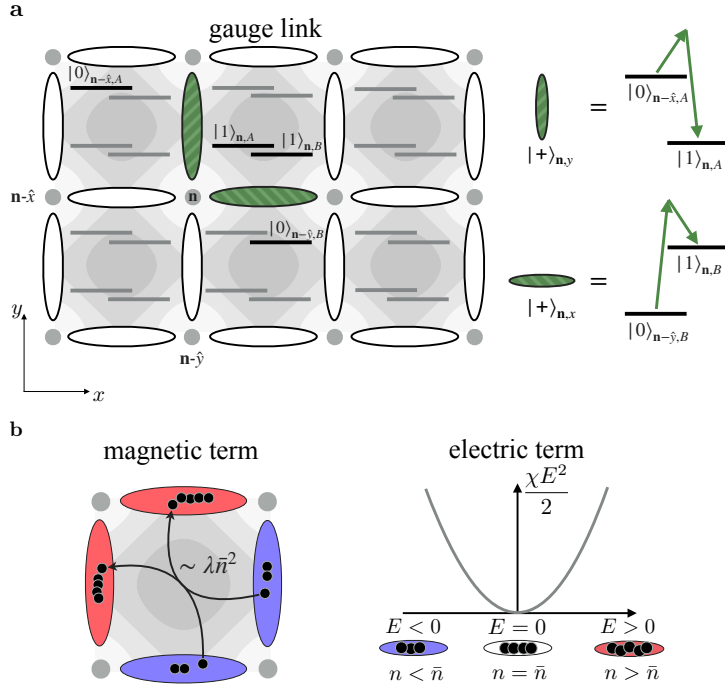 a
gauge link
|0⟩ₙ₋ₓ̂,A
|1⟩ₙ,A
|1⟩ₙ,B
n-x̂
n
|0⟩ₙ₋ŷ,B
y
x
n-ŷ
|+⟩ₙ,y
=
|0⟩ₙ₋ₓ̂,A
|1⟩ₙ,A
|+⟩ₙ,x
=
|1⟩ₙ,B
|0⟩ₙ₋ŷ,B
b
magnetic term
∼ λn̄²
electric term
χE²
2
E < 0
E = 0
E > 0
n < n̄
n = n̄
n > n̄